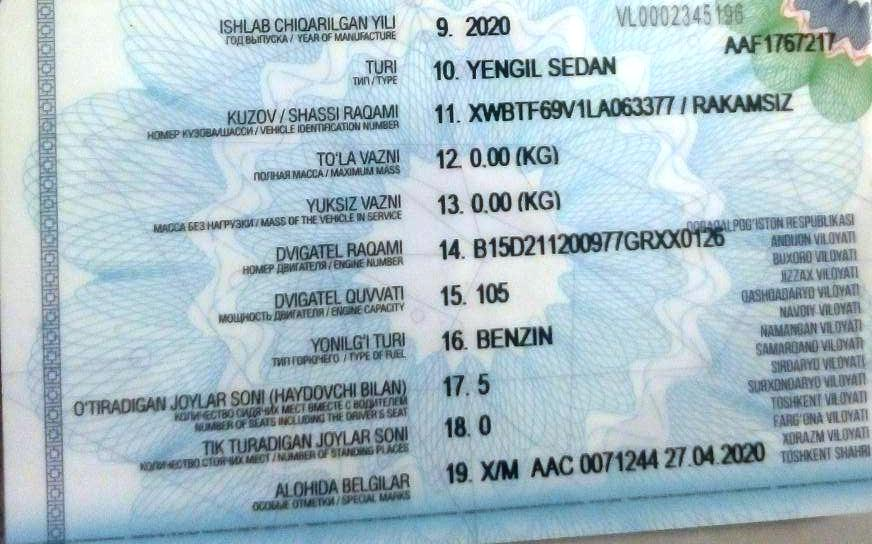 VL0002345196
AAF1767217
ISHLAB CHIQARILGAN YILI
ГОД ВЫПУСКА / YEAR OF MANUFACTURE
9. 2020
TURI
ТИП / TYPE
10. YENGIL SEDAN
KUZOV / SHASSI RAQAMI
НОМЕР КУЗОВА/ШАССИ / VEHICLE IDENTIFICATION NUMBER
11. XWBTF69V1LA063377 / RAKAMSIZ
TO'LA VAZNI
ПОЛНАЯ МАССА / MAXIMUM MASS
12. 0.00 (KG)
YUKSIZ VAZNI
МАССА БЕЗ НАГРУЗКИ / MASS OF THE VEHICLE IN SERVICE
13. 0.00 (KG)
DVIGATEL RAQAMI
НОМЕР ДВИГАТЕЛЯ / ENGINE NUMBER
14. B15D211200977GRXX0126
DVIGATEL QUVVATI
МОЩНОСТЬ ДВИГАТЕЛЯ / ENGINE CAPACITY
15. 105
YONILG'I TURI
ТИП ГОРЮЧЕГО / TYPE OF FUEL
16. BENZIN
O'TIRADIGAN JOYLAR SONI (HAYDOVCHI BILAN)
КОЛИЧЕСТВО СИДЯЧИХ МЕСТ ВМЕСТЕ С ВОДИТЕЛЕМ
NUMBER OF SEATS INCLUDING THE DRIVER'S SEAT
17. 5
TIK TURADIGAN JOYLAR SONI
КОЛИЧЕСТВО СТОЯЧИХ МЕСТ / NUMBER OF STANDING PLACES
18. 0
ALOHIDA BELGILAR
ОСОБЫЕ ОТМЕТКИ / SPECIAL MARKS
19. X/M AAC 0071244 27.04.2020
QORAQALPOG'ISTON RESPUBLIKASI
ANDIJON VILOYATI
BUXORO VILOYATI
JIZZAX VILOYATI
QASHQADARYO VILOYATI
NAVOIY VILOYATI
NAMANGAN VILOYATI
SAMARQAND VILOYATI
SIRDARYO VILOYATI
SURXONDARYO VILOYATI
TOSHKENT VILOYATI
FARG'ONA VILOYATI
XORAZM VILOYATI
TOSHKENT SHAHRI